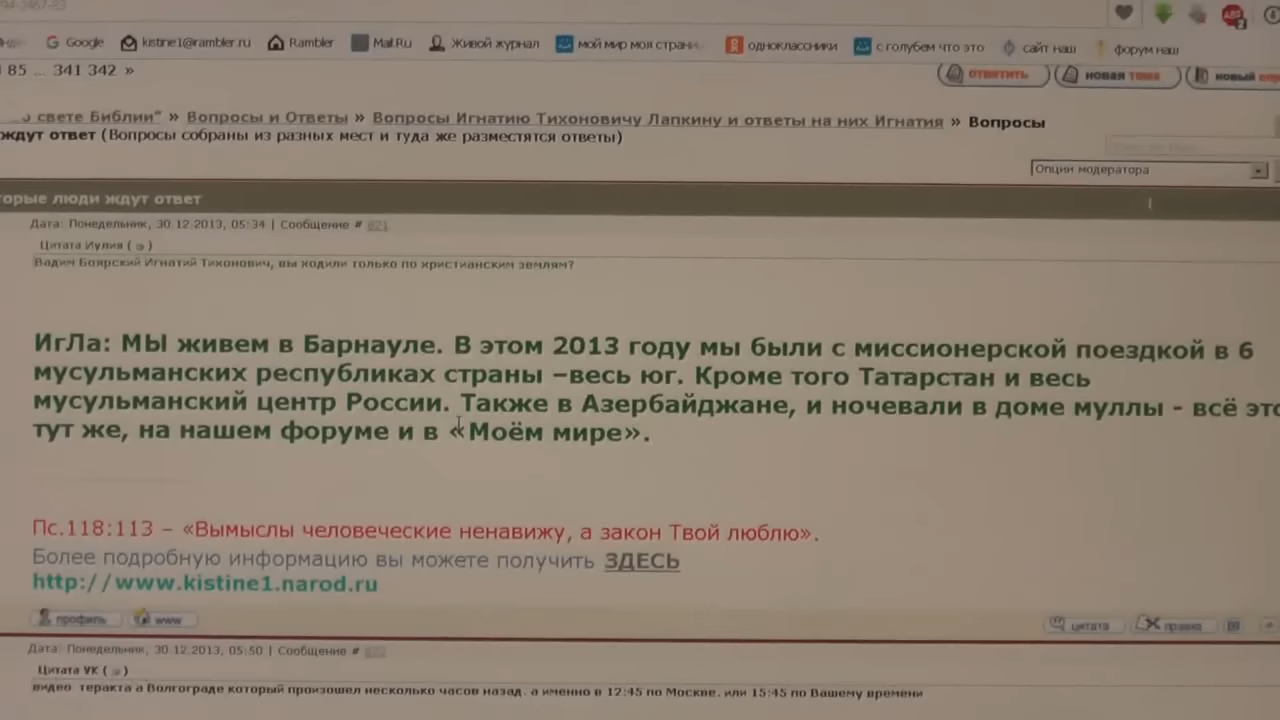 Google kistine1@rambler.ru Rambler Mail.Ru Живой журнал мой мир моя страни одноклассники с голубем что это сайт наш форум наш
85 ... 341 342 »
ответить новая тема новый
о свете Библии" » Вопросы и Ответы » Вопросы Игнатию Тихоновичу Лапкину и ответы на них Игнатия » Вопросы
ждут ответ (Вопросы собраны из разных мест и туда же разместятся ответы)
Опции модератора
торые люди ждут ответ
Дата: Понедельник, 30.12.2013, 05:34 | Сообщение # 821
Цитата Иулия ( )
Вадим Боярский Игнатий Тихонович, вы ходили только по христианским землям?
ИгЛа: МЫ живем в Барнауле. В этом 2013 году мы были с миссионерской поездкой в 6
мусульманских республиках страны –весь юг. Кроме того Татарстан и весь
мусульманский центр России. Также в Азербайджане, и ночевали в доме муллы - всё это
тут же, на нашем форуме и в «Моём мире».
Пс.118:113 – «Вымыслы человеческие ненавижу, а закон Твой люблю».
Более подробную информацию вы можете получить ЗДЕСЬ
http://www.kistine1.narod.ru
профиль www цитата правка
Дата: Понедельник, 30.12.2013, 05:50 | Сообщение #
Цитата УК ( )
видео теракта а Волгограде который произошел несколько часов назад. а именно в 12:45 по Москве. или 15:45 по Вашему времени